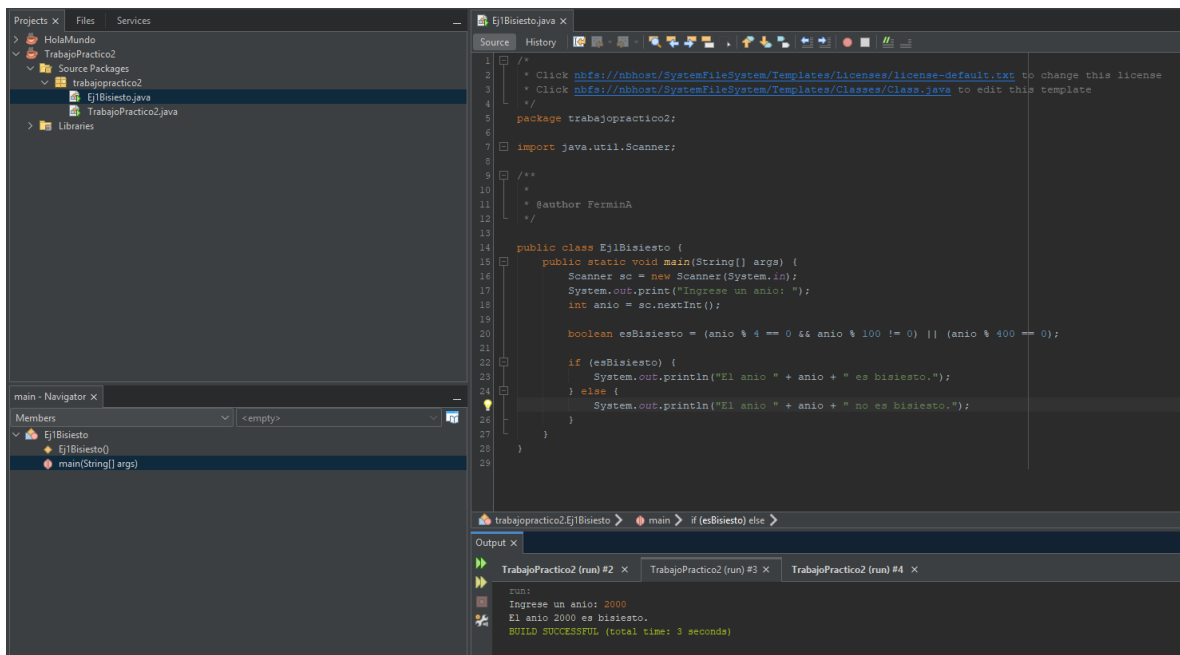 Projects × Files Services
HolaMundo
TrabajoPractico2
Source Packages
trabajopractico2
Ej1Bisiesto.java
TrabajoPractico2.java
Libraries
main - Navigator ×
Members <empty>
Ej1Bisiesto
Ej1Bisiesto()
main(String[] args)
Ej1Bisiesto.java ×
Source History
1 /*
2 * Click nbfs://nbhost/SystemFileSystem/Templates/Licenses/license-default.txt to change this license
3 * Click nbfs://nbhost/SystemFileSystem/Templates/Classes/Class.java to edit this template
4 */
5 package trabajopractico2;
6
7 import java.util.Scanner;
8
9 /**
10 *
11 * @author FerminA
12 */
13
14 public class Ej1Bisiesto {
15 public static void main(String[] args) {
16 Scanner sc = new Scanner(System.in);
17 System.out.print("Ingrese un anio: ");
18 int anio = sc.nextInt();
19
20 boolean esBisiesto = (anio % 4 == 0 && anio % 100 != 0) || (anio % 400 == 0);
21
22 if (esBisiesto) {
23 System.out.println("El anio " + anio + " es bisiesto.");
24 } else {
System.out.println("El anio " + anio + " no es bisiesto.");
26 }
27 }
28 }
29
trabajopractico2.Ej1Bisiesto main if (esBisiesto) else
Output ×
TrabajoPractico2 (run) #2 × TrabajoPractico2 (run) #3 × TrabajoPractico2 (run) #4 ×
run:
Ingrese un anio: 2000
El anio 2000 es bisiesto.
BUILD SUCCESSFUL (total time: 3 seconds)